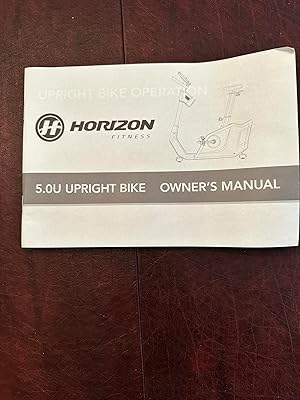 UPRIGHT BIKE OPERATION
HORIZON
FITNESS
5.0U UPRIGHT BIKE OWNER'S MANUAL